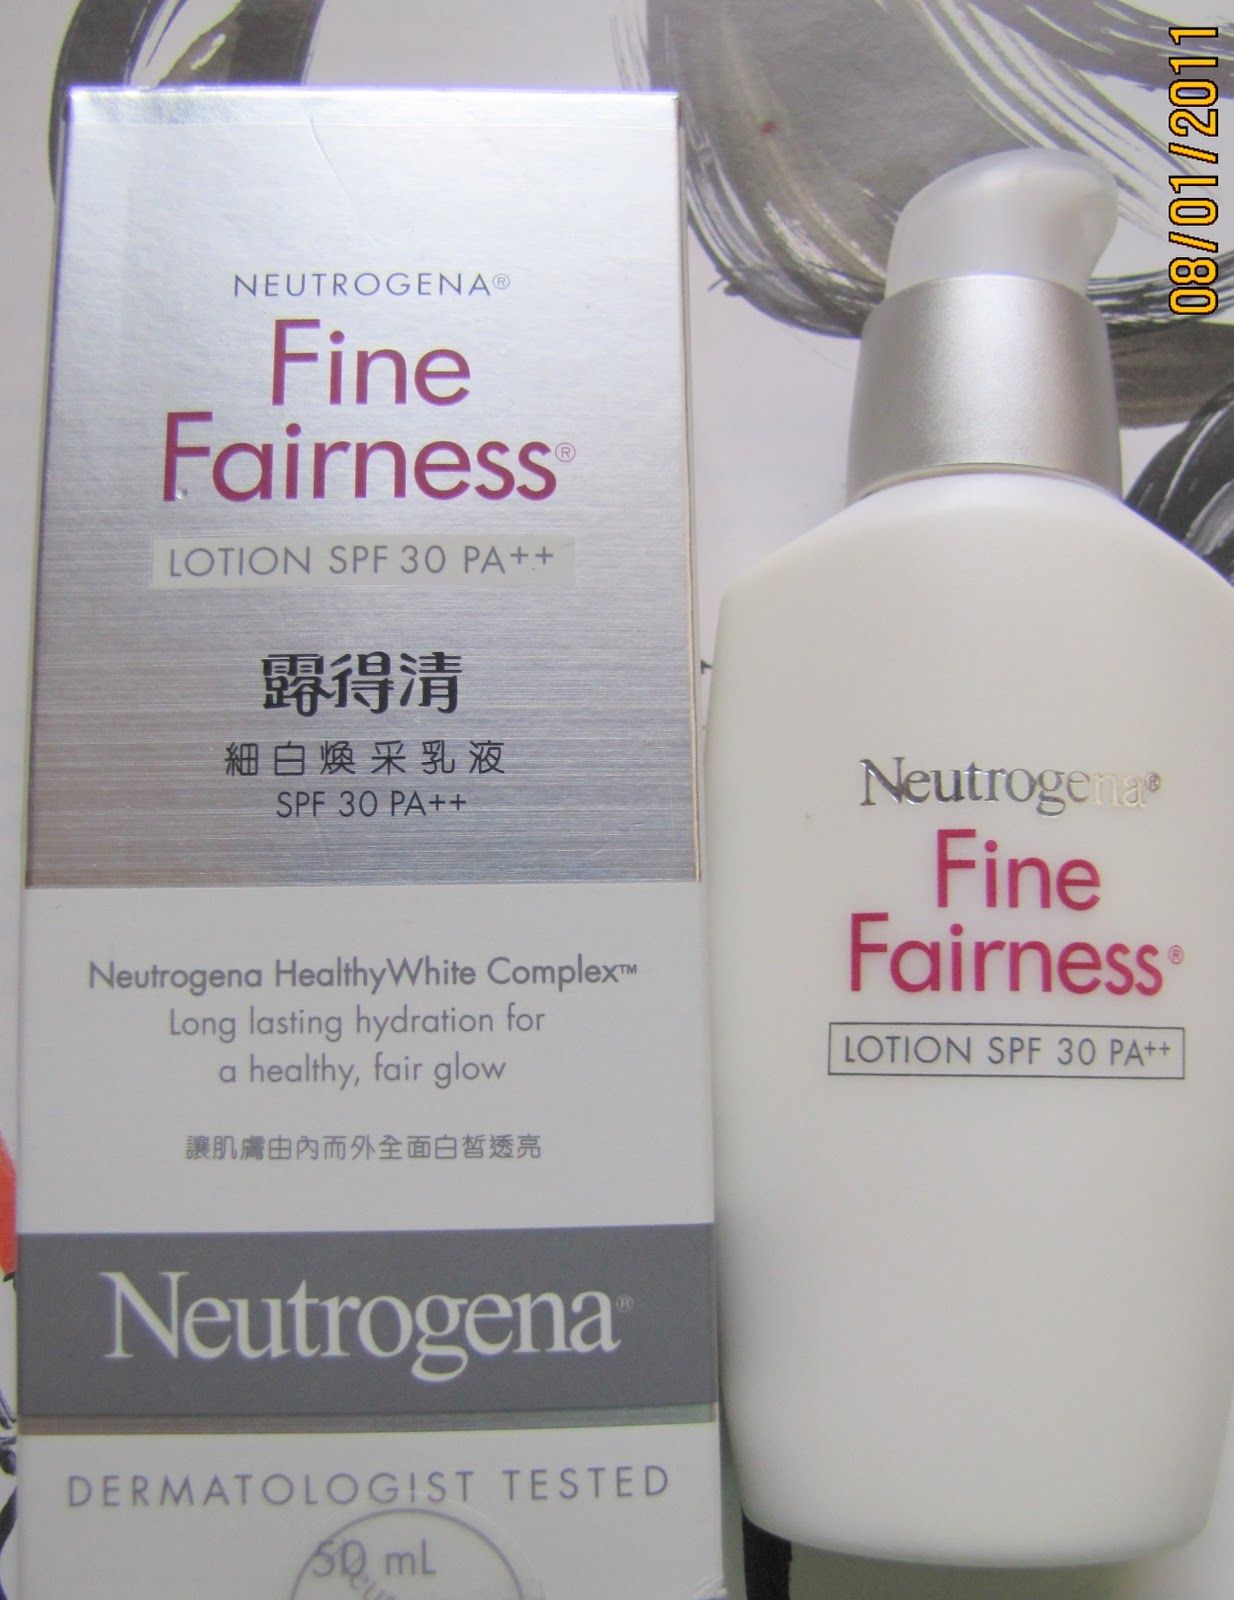 NEUTROGENA®
Fine
Fairness®
LOTION SPF 30 PA++
露得清
細白煥采乳液
SPF 30 PA++
Neutrogena HealthyWhite Complex™
Long lasting hydration for
a healthy, fair glow
讓肌膚由內而外全面白皙透亮
Neutrogena®
DERMATOLOGIST TESTED
50 mL
Neutrogena®
Fine
Fairness®
LOTION SPF 30 PA++
08/01/2011